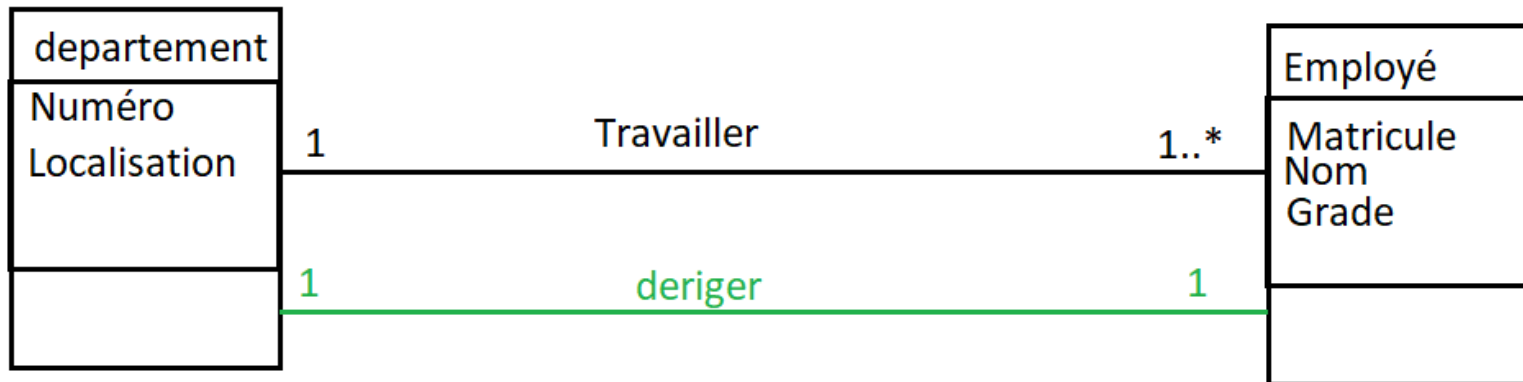 departement
Numéro
Localisation
1
Travailler
1..*
1
deriger
1
Employé
Matricule
Nom
Grade